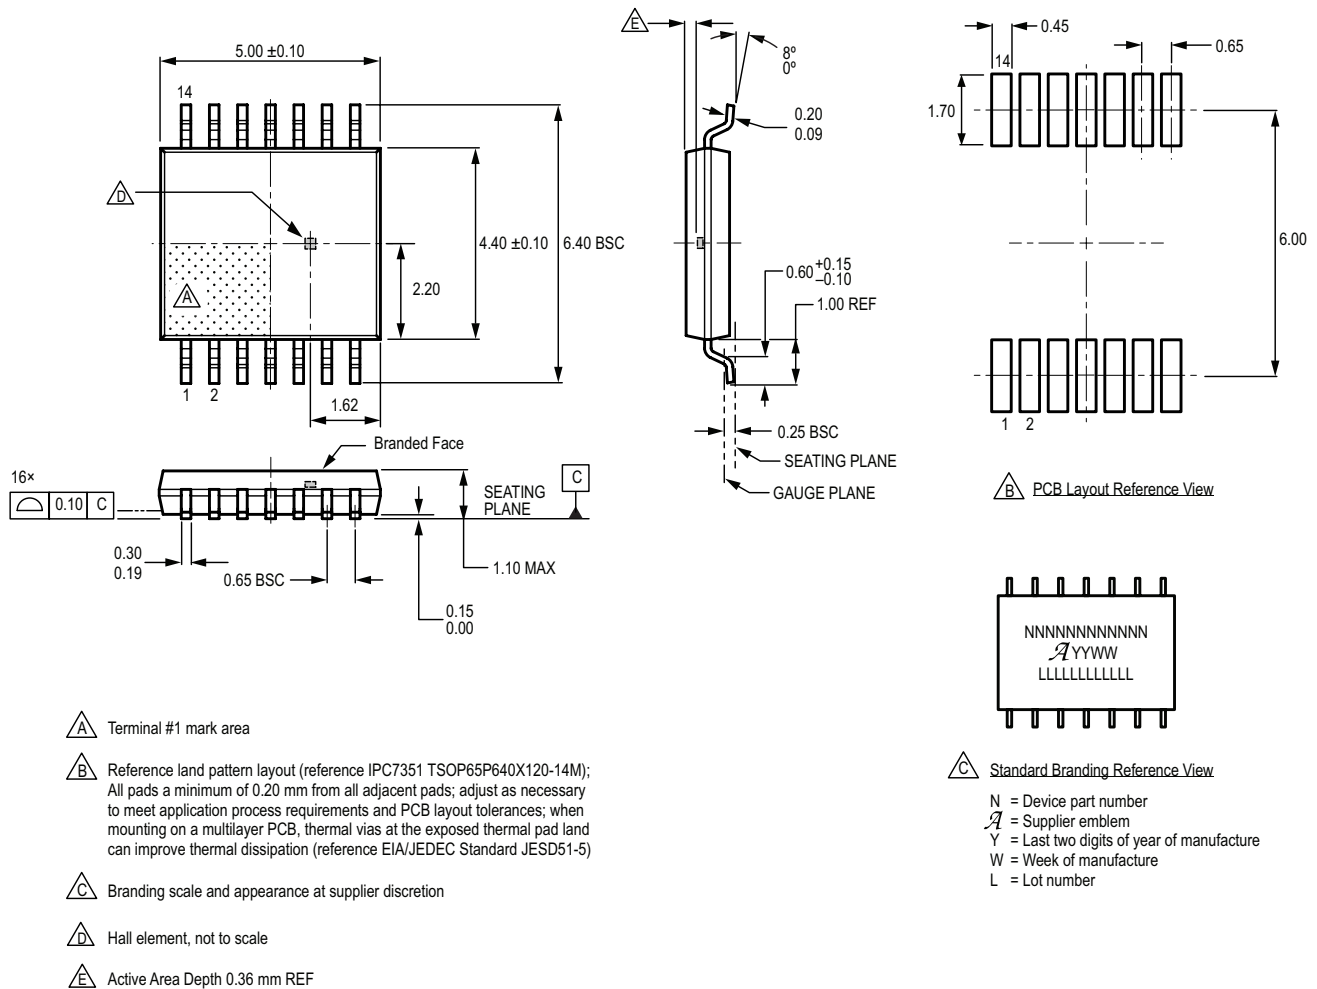 5.00 ±0.10
14
D
A
4.40 ±0.10
6.40 BSC
2.20
1 2
1.62
Branded Face
16×
0.10 C
SEATING
PLANE
C
0.30
0.19
0.65 BSC
1.10 MAX
0.15
0.00
E
8º
0º
0.20
0.09
0.60 +0.15
–0.10
1.00 REF
0.25 BSC
SEATING PLANE
GAUGE PLANE
0.45
0.65
14
1.70
6.00
1 2
B PCB Layout Reference View
NNNNNNNNNNNN
A YYWW
LLLLLLLLLLLL
C Standard Branding Reference View
N = Device part number
A = Supplier emblem
Y = Last two digits of year of manufacture
W = Week of manufacture
L = Lot number
A Terminal #1 mark area
B Reference land pattern layout (reference IPC7351 TSOP65P640X120-14M);
All pads a minimum of 0.20 mm from all adjacent pads; adjust as necessary
to meet application process requirements and PCB layout tolerances; when
mounting on a multilayer PCB, thermal vias at the exposed thermal pad land
can improve thermal dissipation (reference EIA/JEDEC Standard JESD51-5)
C Branding scale and appearance at supplier discretion
D Hall element, not to scale
E Active Area Depth 0.36 mm REF